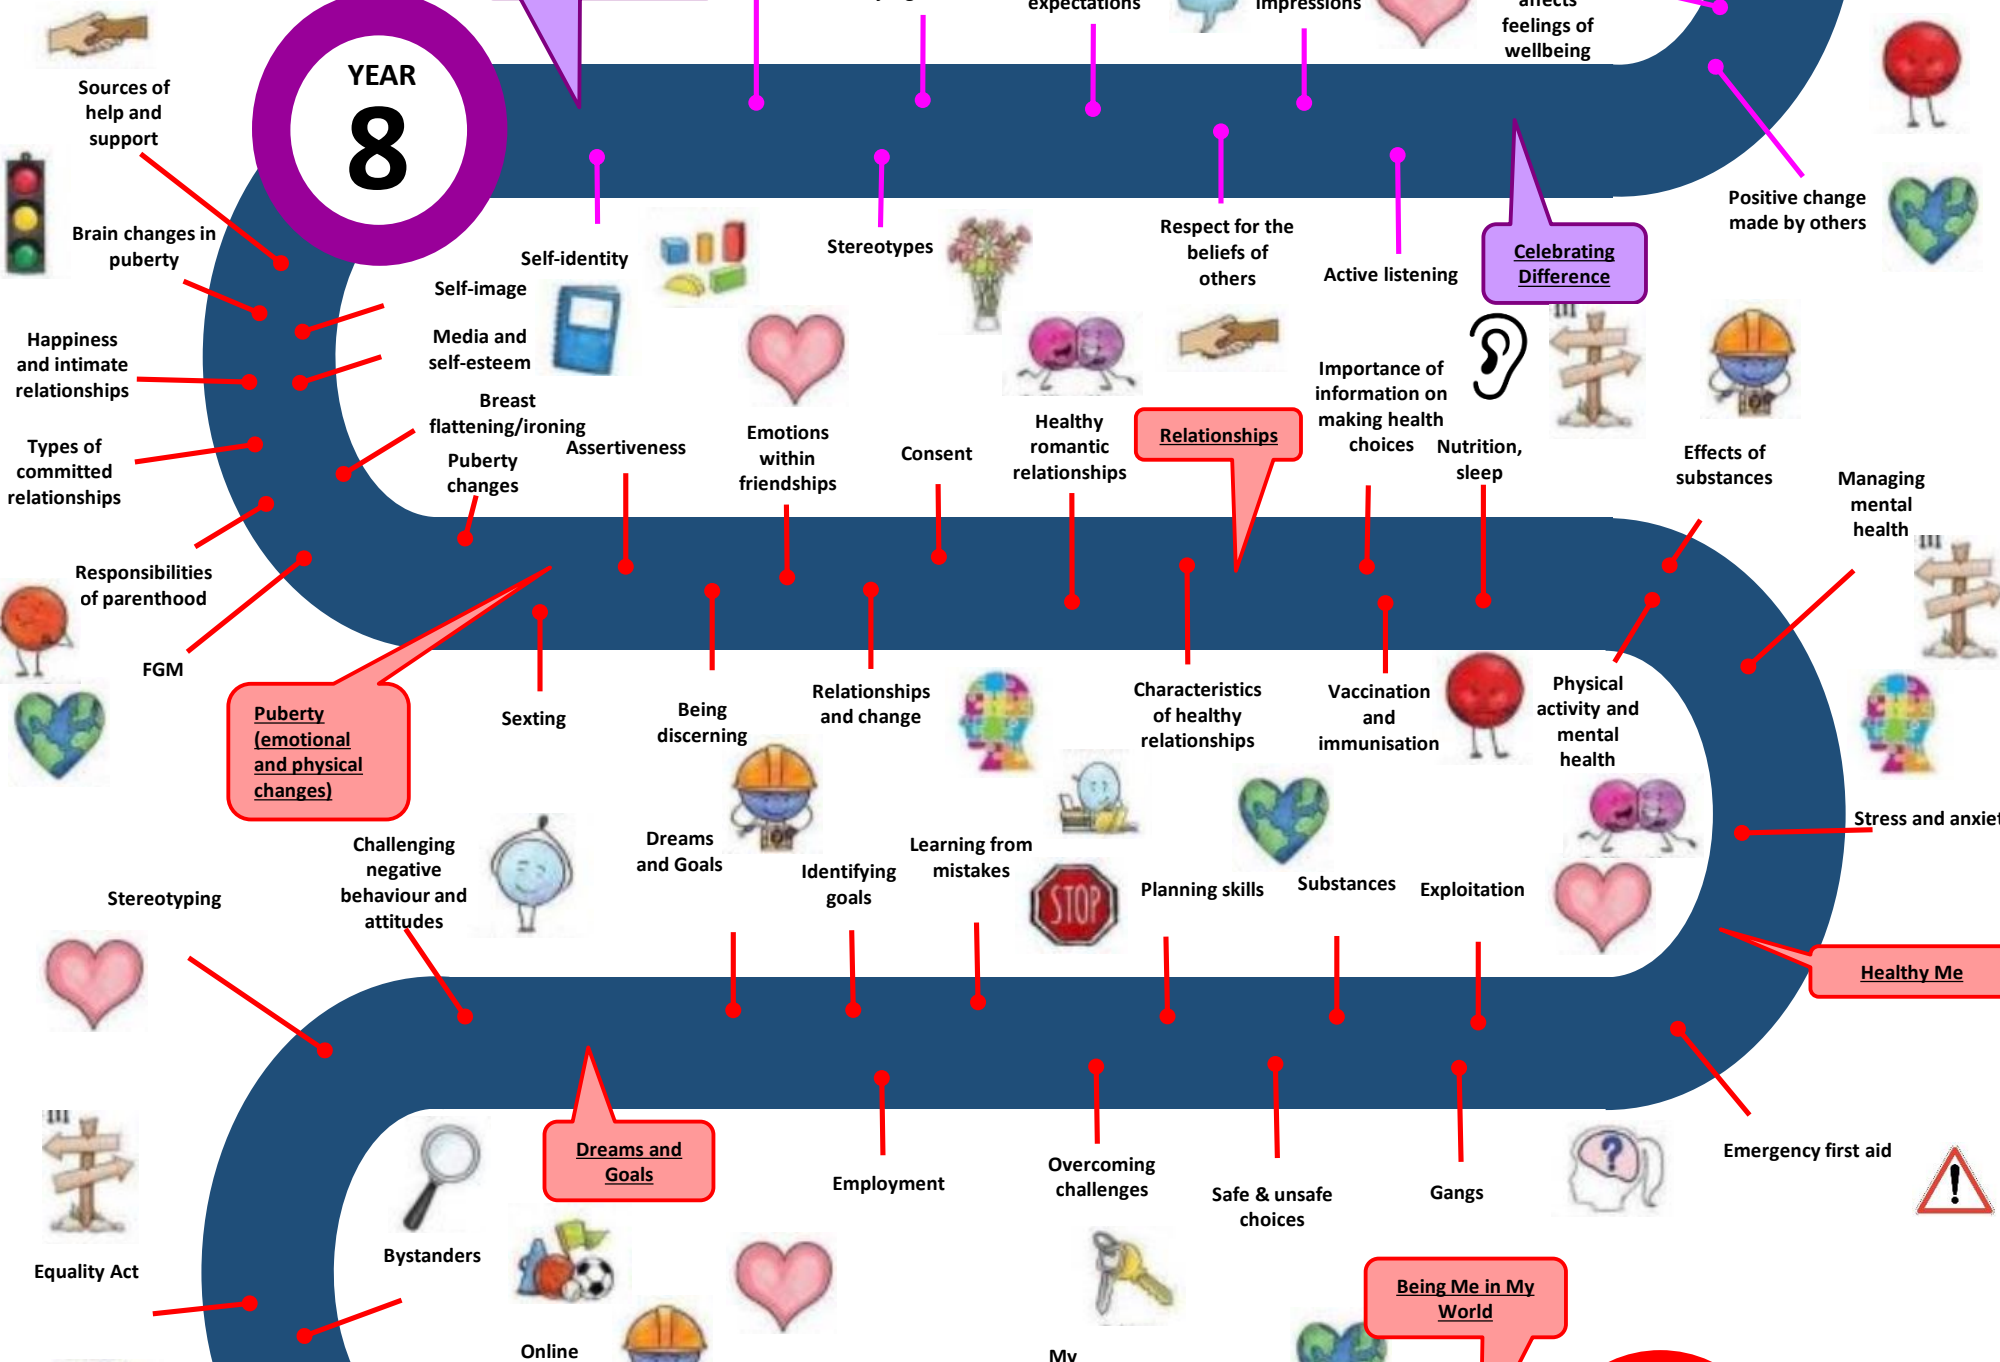 expectations
impressions
affects
feelings of
wellbeing
YEAR
8
Sources of
help and
support
Brain changes in
puberty
Happiness
and intimate
relationships
Types of
committed
relationships
Responsibilities
of parenthood
FGM
Self-identity
Self-image
Media and
self-esteem
Breast
flattening/ironing
Puberty
changes
Stereotypes
Respect for the
beliefs of
others
Active listening
Celebrating
Difference
Positive change
made by others
Assertiveness
Emotions
within
friendships
Consent
Healthy
romantic
relationships
Relationships
Importance of
information on
making health
choices
Nutrition,
sleep
Effects of
substances
Managing
mental
health
Puberty
(emotional
and physical
changes)
Sexting
Being
discerning
Relationships
and change
Characteristics
of healthy
relationships
Vaccination
and
immunisation
Physical
activity and
mental
health
Stress and anxiet
Healthy Me
Stereotyping
Challenging
negative
behaviour and
attitudes
Dreams
and Goals
Identifying
goals
Learning from
mistakes
STOP
Planning skills
Substances
Exploitation
Dreams and
Goals
Employment
Overcoming
challenges
Safe & unsafe
choices
Gangs
Emergency first aid
Equality Act
Bystanders
Online
My
Being Me in My
World